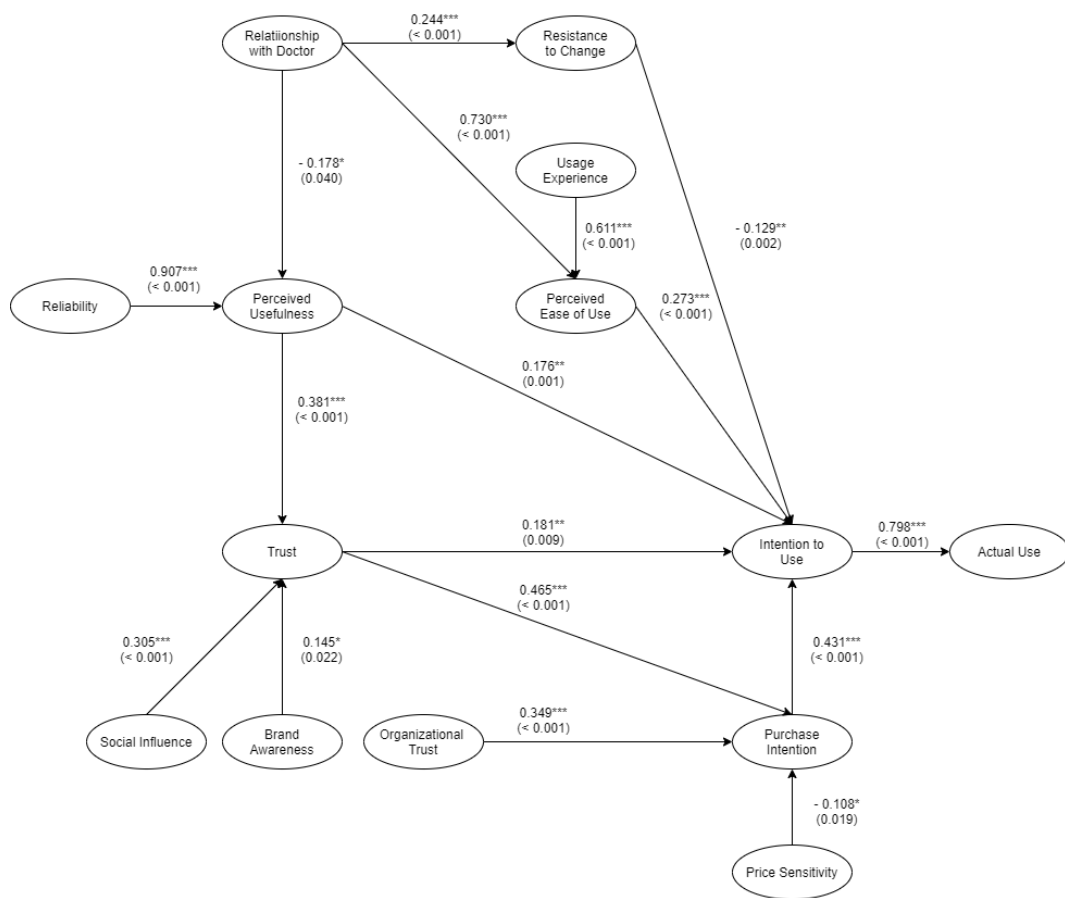 0.244***
(< 0.001)
Relatiionship
with Doctor
Resistance
to Change
0.730***
(< 0.001)
Usage
Experience
- 0.178*
(0.040)
0.611***
(< 0.001)
- 0.129**
(0.002)
0.907***
(< 0.001)
Reliability
Perceived
Usefulness
Perceived
Ease of Use
0.273***
(< 0.001)
0.176**
(0.001)
0.381***
(< 0.001)
Trust
0.181**
(0.009)
Intention to
Use
0.798***
(< 0.001)
Actual Use
0.465***
(< 0.001)
0.305***
(< 0.001)
0.145*
(0.022)
0.431***
(< 0.001)
Social Influence
Brand
Awareness
Organizational
Trust
0.349***
(< 0.001)
Purchase
Intention
- 0.108*
(0.019)
Price Sensitivity